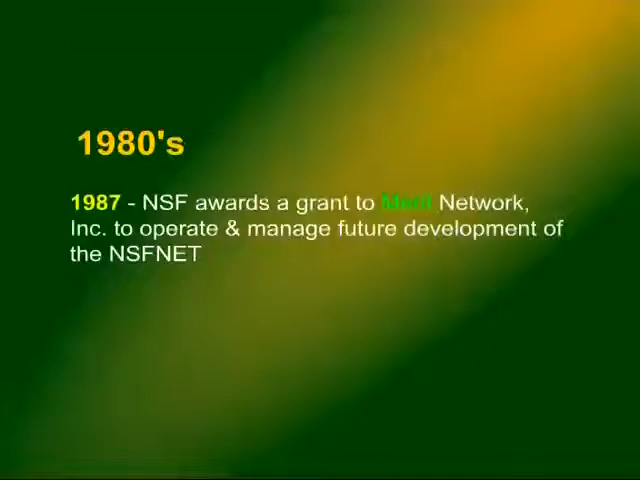 1980's
1987 - NSF awards a grant to Merit Network,
Inc. to operate & manage future development of
the NSFNET